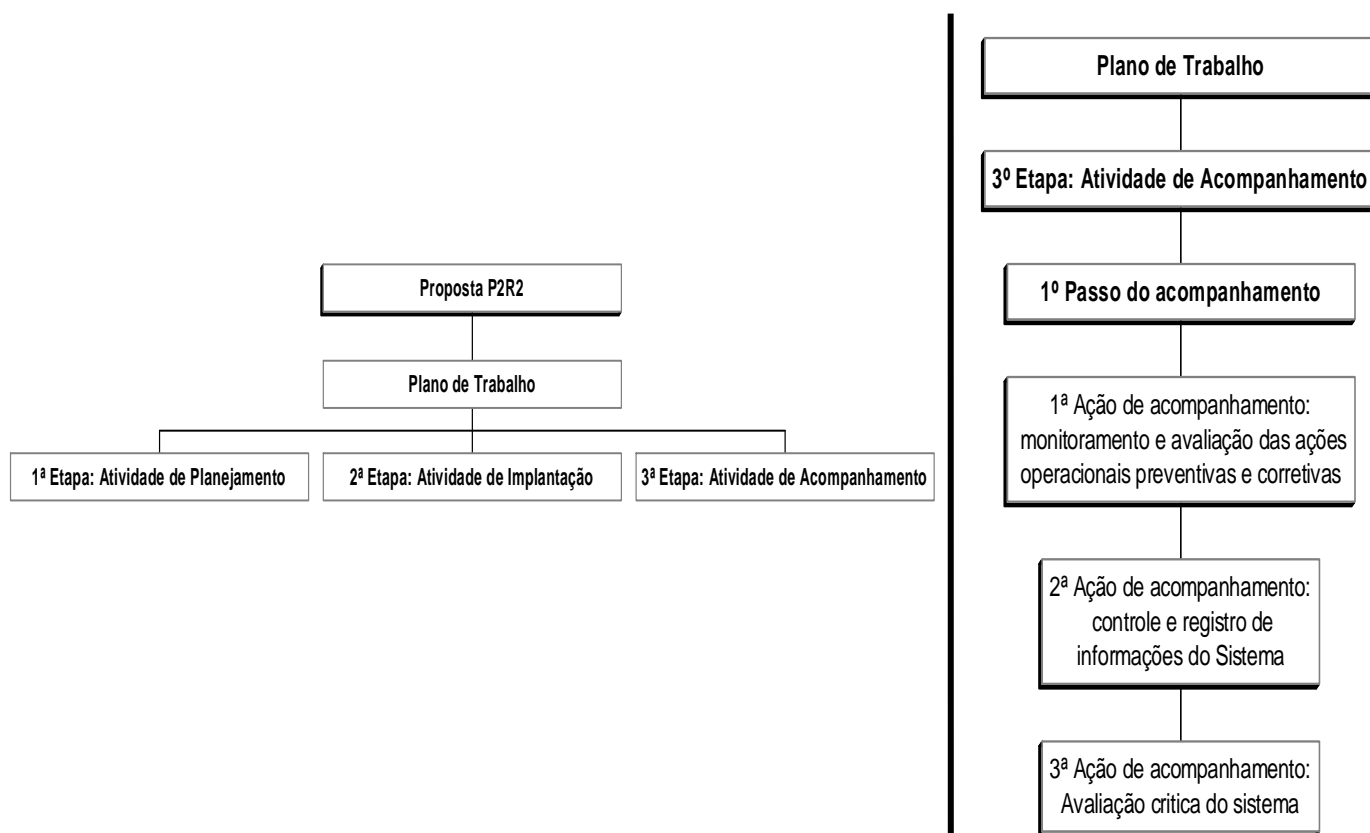 Proposta P2R2
Plano de Trabalho
1ª Etapa: Atividade de Planejamento
2ª Etapa: Atividade de Implantação
3ª Etapa: Atividade de Acompanhamento
Plano de Trabalho
3º Etapa: Atividade de Acompanhamento
1º Passo do acompanhamento
1ª Ação de acompanhamento:
monitoramento e avaliação das ações
operacionais preventivas e corretivas
2ª Ação de acompanhamento:
controle e registro de
informações do Sistema
3ª Ação de acompanhamento:
Avaliação critica do sistema